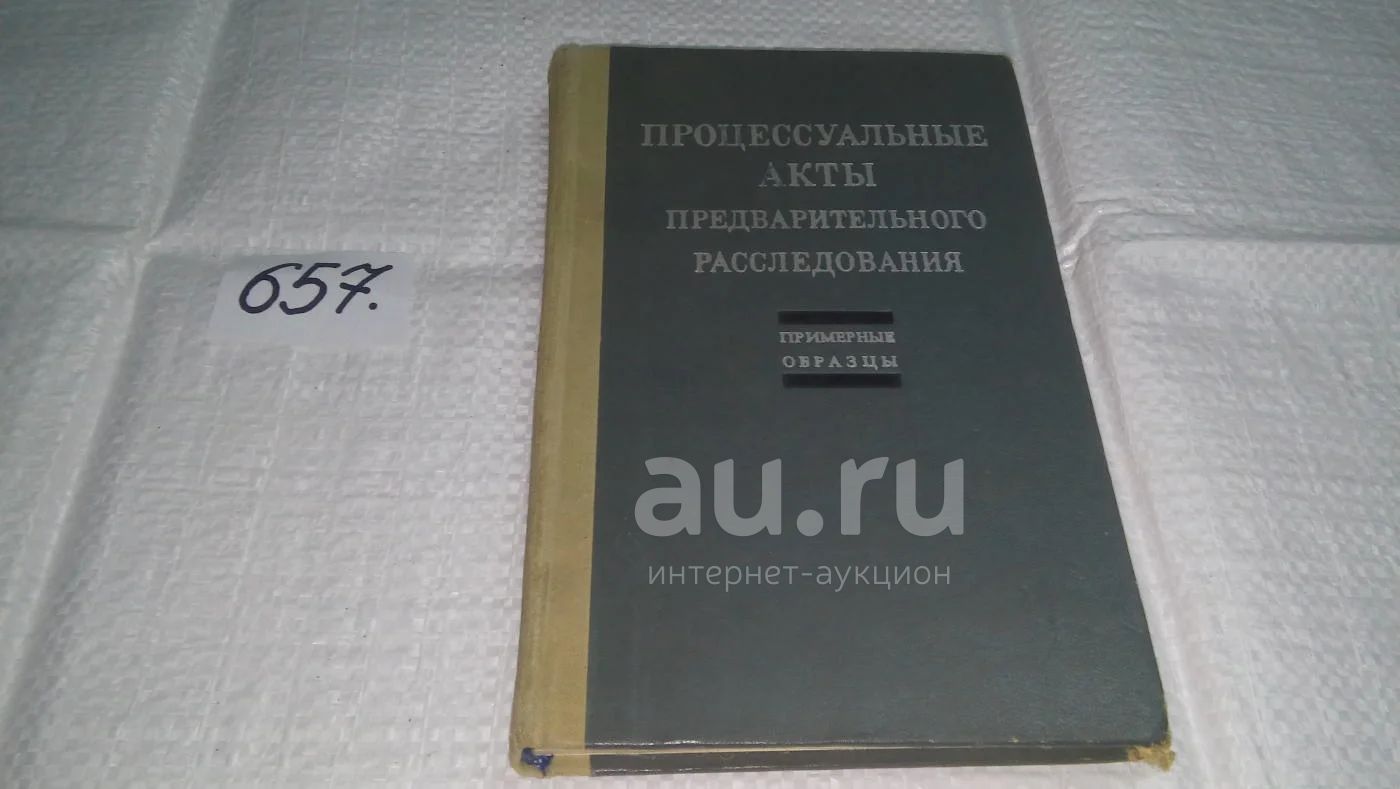 657.
ПРОЦЕССУАЛЬНЫЕ
АКТЫ
ПРЕДВАРИТЕЛЬНОГО
РАССЛЕДОВАНИЯ
ПРИМЕРНЫЕ
ОБРАЗЦЫ
au.ru
интернет-аукцион